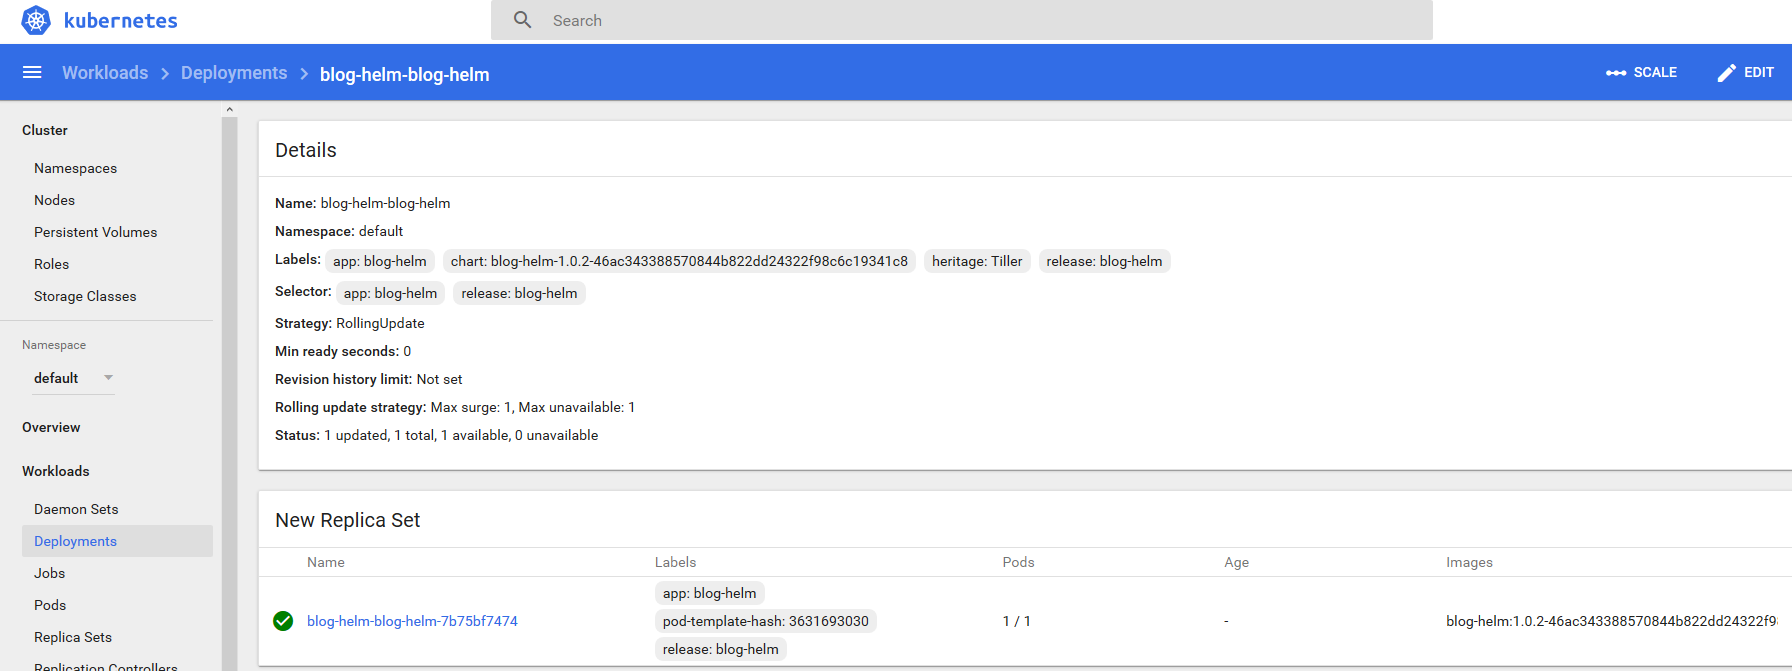 kubernetes
Search
Workloads > Deployments > blog-helm-blog-helm
SCALE
EDIT
Cluster
Namespaces
Nodes
Persistent Volumes
Roles
Storage Classes
Namespace
default
Overview
Workloads
Daemon Sets
Deployments
Jobs
Pods
Replica Sets
Replication Controllers
Details
Name: blog-helm-blog-helm
Namespace: default
Labels: app: blog-helm chart: blog-helm-1.0.2-46ac343388570844b822dd24322f98c6c19341c8 heritage: Tiller release: blog-helm
Selector: app: blog-helm release: blog-helm
Strategy: RollingUpdate
Min ready seconds: 0
Revision history limit: Not set
Rolling update strategy: Max surge: 1, Max unavailable: 1
Status: 1 updated, 1 total, 1 available, 0 unavailable
New Replica Set
Name Labels Pods Age Images
app: blog-helm
blog-helm-blog-helm-7b75bf7474 pod-template-hash: 3631693030 1 / 1 - blog-helm:1.0.2-46ac343388570844b822dd24322f9
release: blog-helm